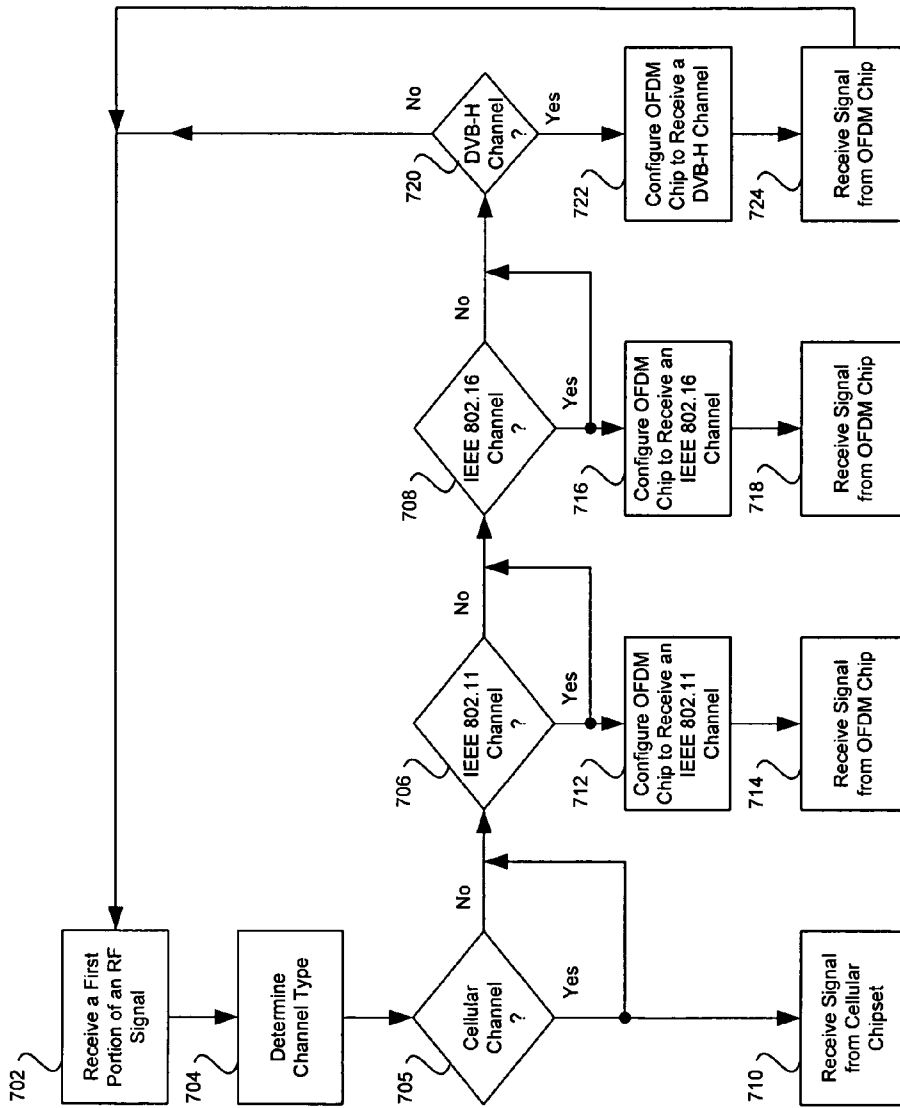 702
Receive a First
Portion of an RF
Signal
704
Determine
Channel Type
705
Cellular
Channel
?
No
Yes
706
IEEE 802.11
Channel
?
No
Yes
708
IEEE 802.16
Channel
?
No
Yes
720
DVB-H
Channel
?
No
Yes
710
Receive Signal
from Cellular
Chipset
712
Configure OFDM
Chip to Receive an
IEEE 802.11
Channel
714
Receive Signal
from OFDM Chip
716
Configure OFDM
Chip to Receive an
IEEE 802.16
Channel
718
Receive Signal
from OFDM Chip
722
Configure OFDM
Chip to Receive a
DVB-H Channel
724
Receive Signal
from OFDM Chip